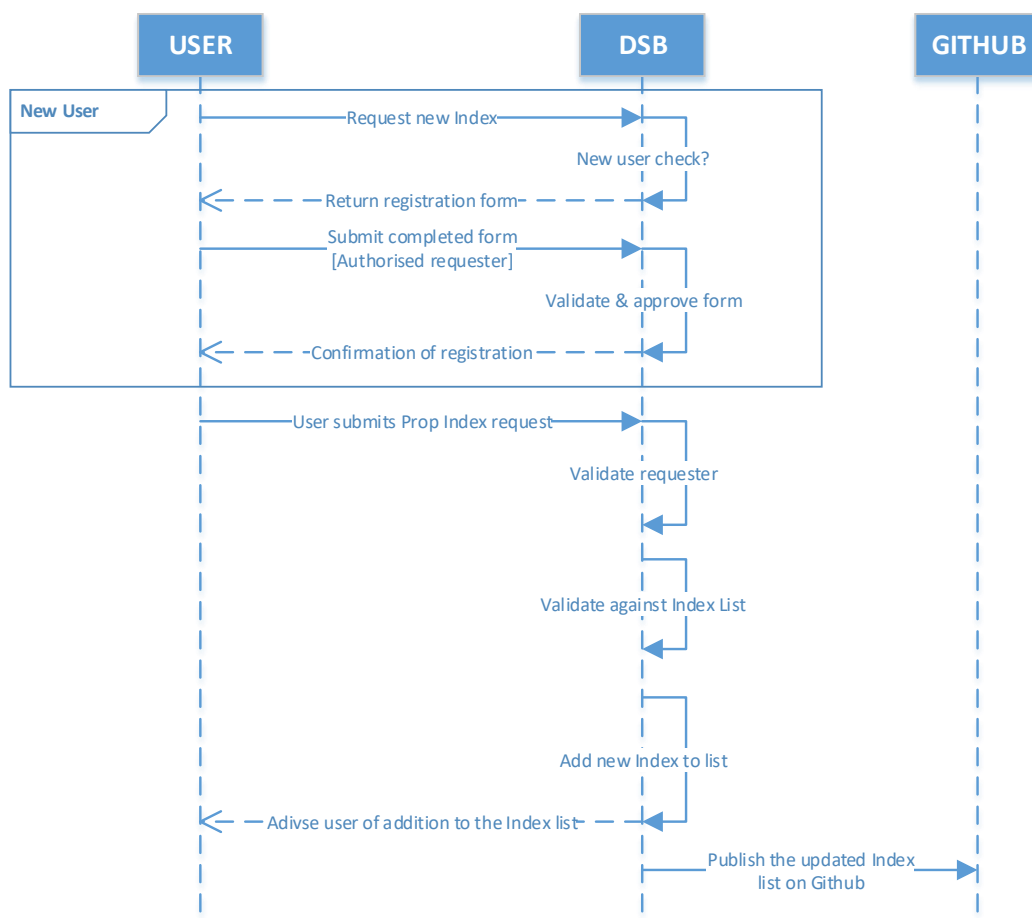 USER
DSB
GITHUB
New User
Request new Index
New user check?
Return registration form
Submit completed form
[Authorised requester]
Validate & approve form
Confirmation of registration
User submits Prop Index request
Validate requester
Validate against Index List
Add new Index to list
Adivse user of addition to the Index list
Publish the updated Index
list on Github